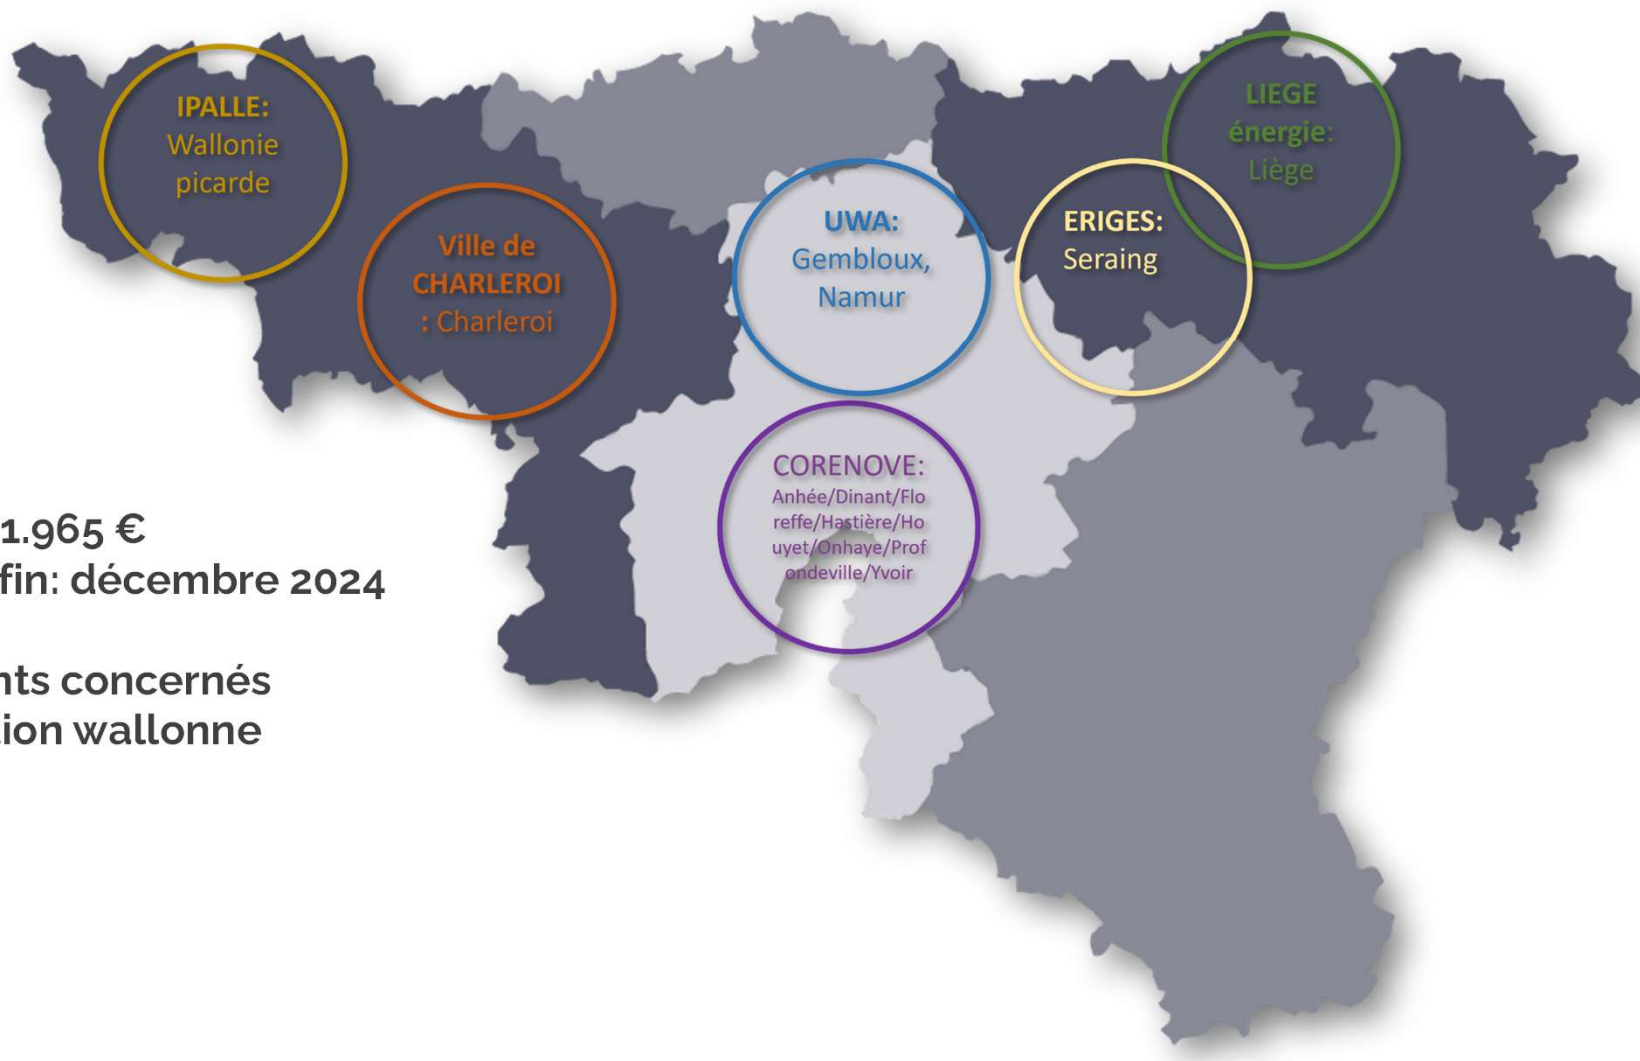 IPALLE:
Wallonie
picarde
Ville de
CHARLEROI
: Charleroi
UWA:
Gembloux,
Namur
ERIGES:
Seraing
LIEGE
énergie:
Liège
CORENOVE:
Anhée/Dinant/Flo
reffe/Hastière/Ho
uyet/Onhaye/Prof
ondeville/Yvoir
1.965 €
fin: décembre 2024
nts concernés
ion wallonne